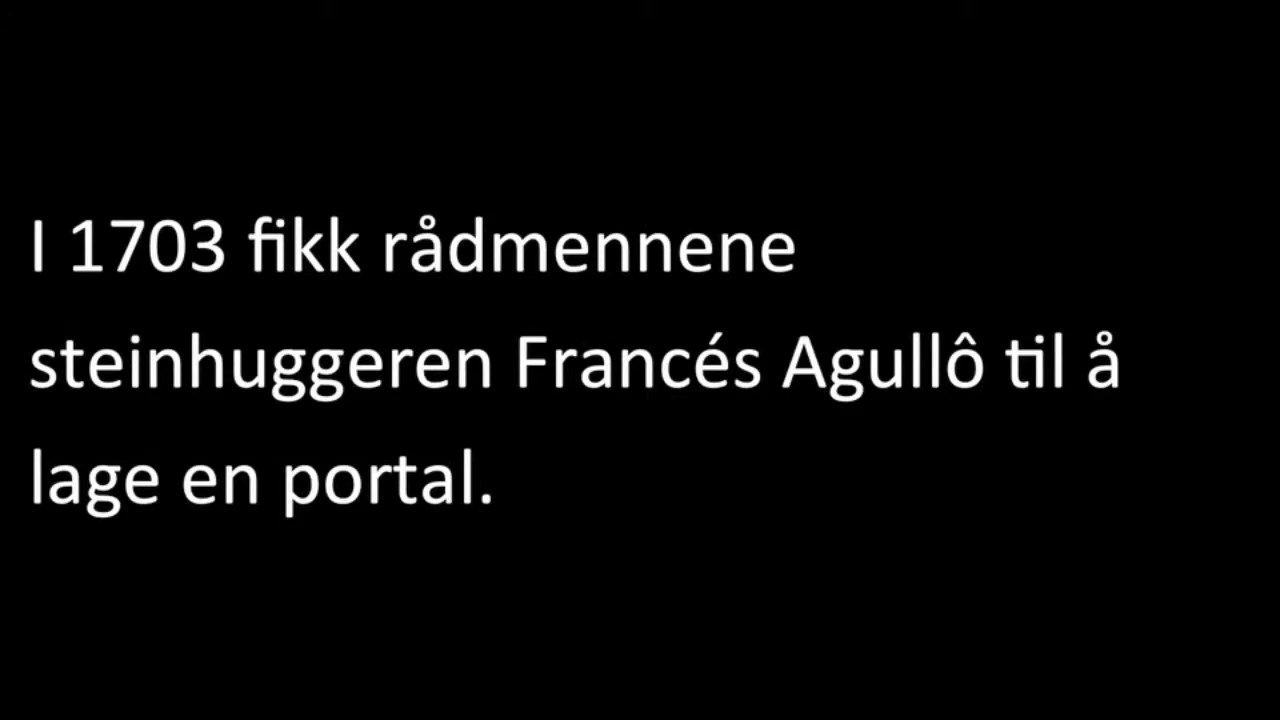 I 1703 fikk rådmennene
steinhuggeren Francés Agullô til å
lage en portal.